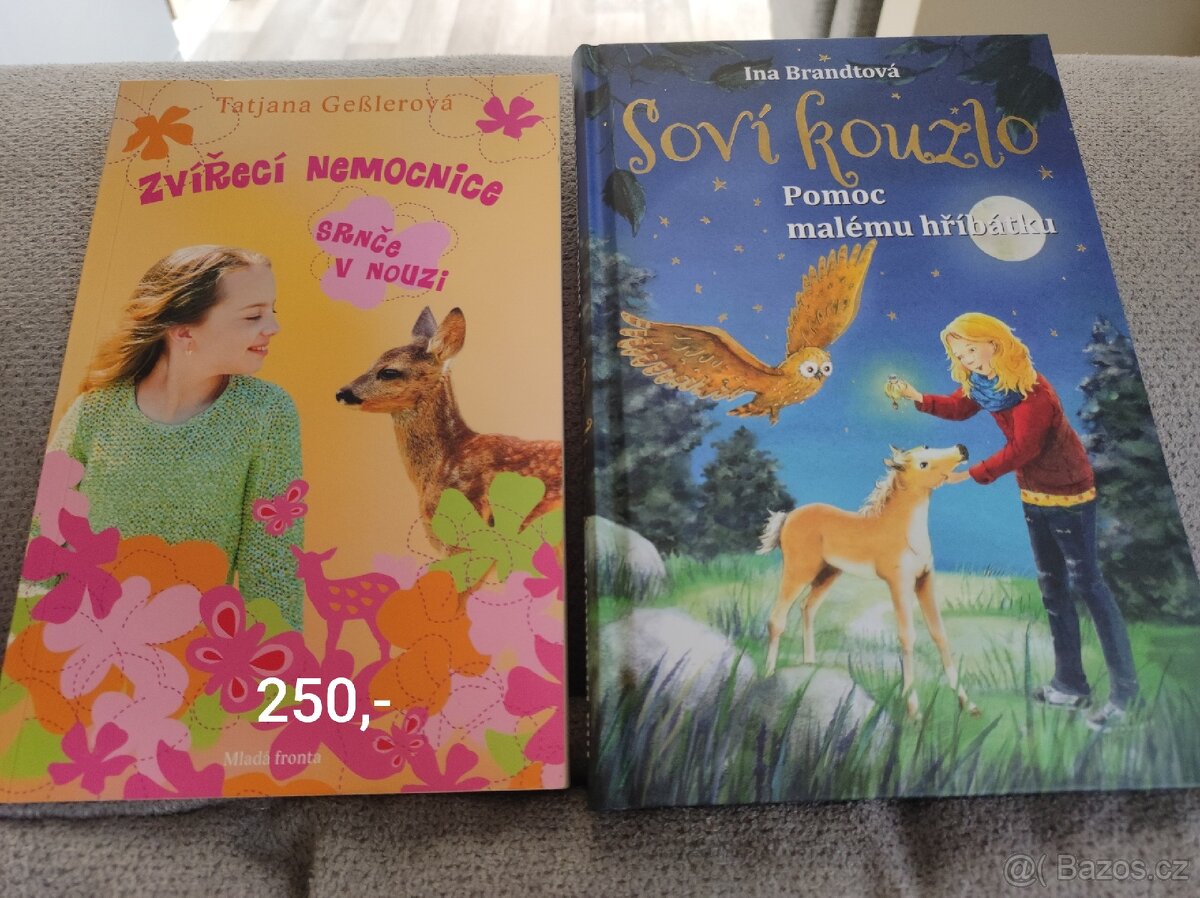 Tatjana Geßlerová
ZVÍŘECÍ NEMOCNICE
SRNČE
V NOUZI
250,-
Mladá fronta
Ina Brandtová
Soví kouzlo
Pomoc
malému hříbátku
@( Bazos.cz